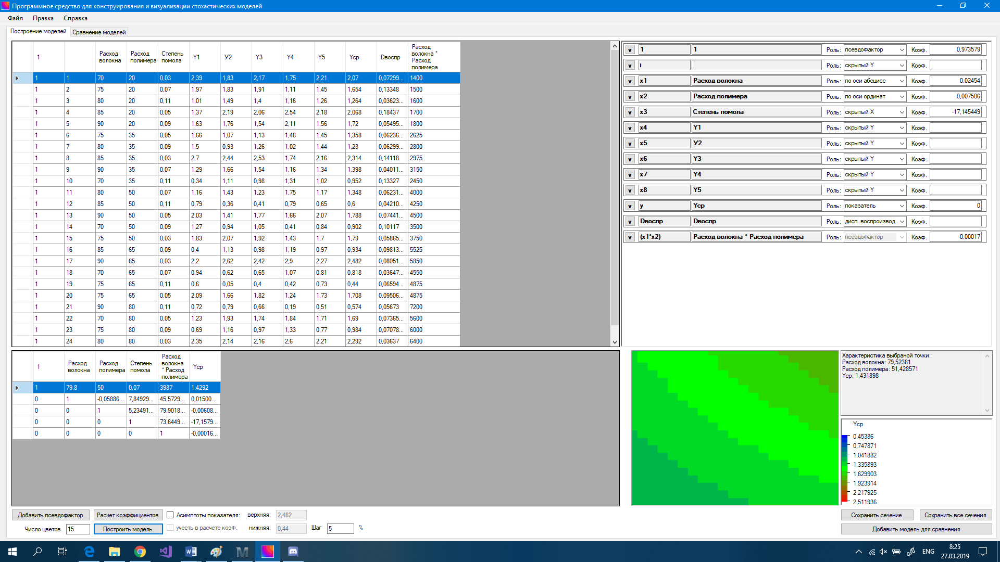 Программное средство для конструирования и визуализации стохастических моделей
Файл Правка Справка
Построение моделей Сравнение моделей
1 Расход волокна Расход полимера Степень помола Y1 У2 Y3 Y4 Y5 Yср Dвоспр Расход волокна * Расход полимера
1 1 70 20 0,03 2,39 1,83 2,17 1,75 2,21 2,07 0,07299... 1400
1 2 75 20 0,07 1,97 1,83 1,91 1,11 1,45 1,654 0,13348 1500
1 3 80 20 0,11 1,01 1,49 1,4 1,16 1,26 1,264 0,03623... 1600
1 4 85 20 0,05 1,37 2,19 2,06 2,54 2,18 2,068 0,18437 1700
1 5 90 20 0,09 1,63 1,76 1,54 2,11 1,56 1,72 0,05495... 1800
1 6 75 35 0,05 1,66 1,07 1,13 1,48 1,45 1,358 0,06236... 2625
1 7 80 35 0,09 1,5 0,93 1,26 1,02 1,44 1,23 0,06299... 2800
1 8 85 35 0,03 2,7 2,44 2,53 1,74 2,16 2,314 0,14118 2975
1 9 90 35 0,07 1,29 1,66 1,54 1,16 1,34 1,398 0,04011... 3150
1 10 70 35 0,11 0,34 1,11 0,98 1,31 1,02 0,952 0,13327 2450
1 11 80 50 0,07 1,16 1,43 1,23 1,75 1,17 1,348 0,06231... 4000
1 12 85 50 0,11 0,79 0,36 0,41 0,79 0,65 0,6 0,04210... 4250
1 13 90 50 0,05 2,03 1,41 1,77 1,66 2,07 1,788 0,07441... 4500
1 14 70 50 0,09 1,27 0,94 1,05 0,41 0,84 0,902 0,10117 3500
1 15 75 50 0,03 1,83 2,07 1,92 1,43 1,7 1,79 0,05865... 3750
1 16 85 65 0,09 0,4 1,13 0,98 1,19 0,97 0,934 0,09813... 5525
1 17 90 65 0,03 2,2 2,62 2,42 2,9 2,27 2,482 0,08051... 5850
1 18 70 65 0,07 0,94 0,62 0,65 1,07 0,81 0,818 0,03647... 4550
1 19 75 65 0,11 0,6 0,05 0,4 0,42 0,73 0,44 0,06594... 4875
1 20 75 65 0,05 2,09 1,66 1,82 1,24 1,73 1,708 0,09506... 4875
1 21 90 80 0,11 0,72 0,79 0,66 0,19 0,51 0,574 0,05673 7200
1 22 70 80 0,05 1,23 1,93 1,74 1,84 1,71 1,69 0,07365... 5600
1 23 75 80 0,09 0,69 1,16 0,97 1,33 0,77 0,984 0,07078... 6000
1 24 80 80 0,03 2,35 2,14 2,16 2,6 2,21 2,292 0,03637 6400
v 1 1 Роль: псевдофактор Коэф. 0,973579
v i Роль: скрытый Y Коэф.
v x1 Расход волокна Роль: по оси абсцисс Коэф. 0,02454
v x2 Расход полимера Роль: по оси ординат Коэф. 0,007506
v x3 Степень помола Роль: скрытый X Коэф. -17,145449
v x4 Y1 Роль: скрытый Y Коэф.
v x5 У2 Роль: скрытый Y Коэф.
v x6 Y3 Роль: скрытый Y Коэф.
v x7 Y4 Роль: скрытый Y Коэф.
v x8 Y5 Роль: скрытый Y Коэф.
v y Yср Роль: показатель Коэф. 0
v Dвоспр Dвоспр Роль: дисп. воспроизвод. Коэф.
v (x1*x2) Расход волокна * Расход полимера Роль: псевдофактор Коэф. -0,00017
1 Расход волокна Расход полимера Степень помола Расход волокна * Расход полимера Yср
1 79,8 50 0,07 3987 1,4292
0 1 -0,05886... 7,84929... 45,5729... 0,01500...
0 0 1 5,23491... 79,9018... -0,00608...
0 0 0 1 73,6449... -17,1579...
0 0 0 0 1 -0,00016...
Характеристика выбраной точки:
Расход волокна: 79,52381
Расход полимера: 51,428571
Yср: 1,431898
Yср
0,45386
0,747871
1,041882
1,335893
1,629903
1,923914
2,217925
2,511936
Добавить псевдофактор Расчет коэффициентов Асимптоты показателя: верхняя: 2,482
Число цветов 15 Построить модель учесть в расчете коэф. нижняя: 0,44 Шаг 5 %
Сохранить сечение Сохранить все сечения
Добавить модель для сравнения
ENG
8:25
27.03.2019